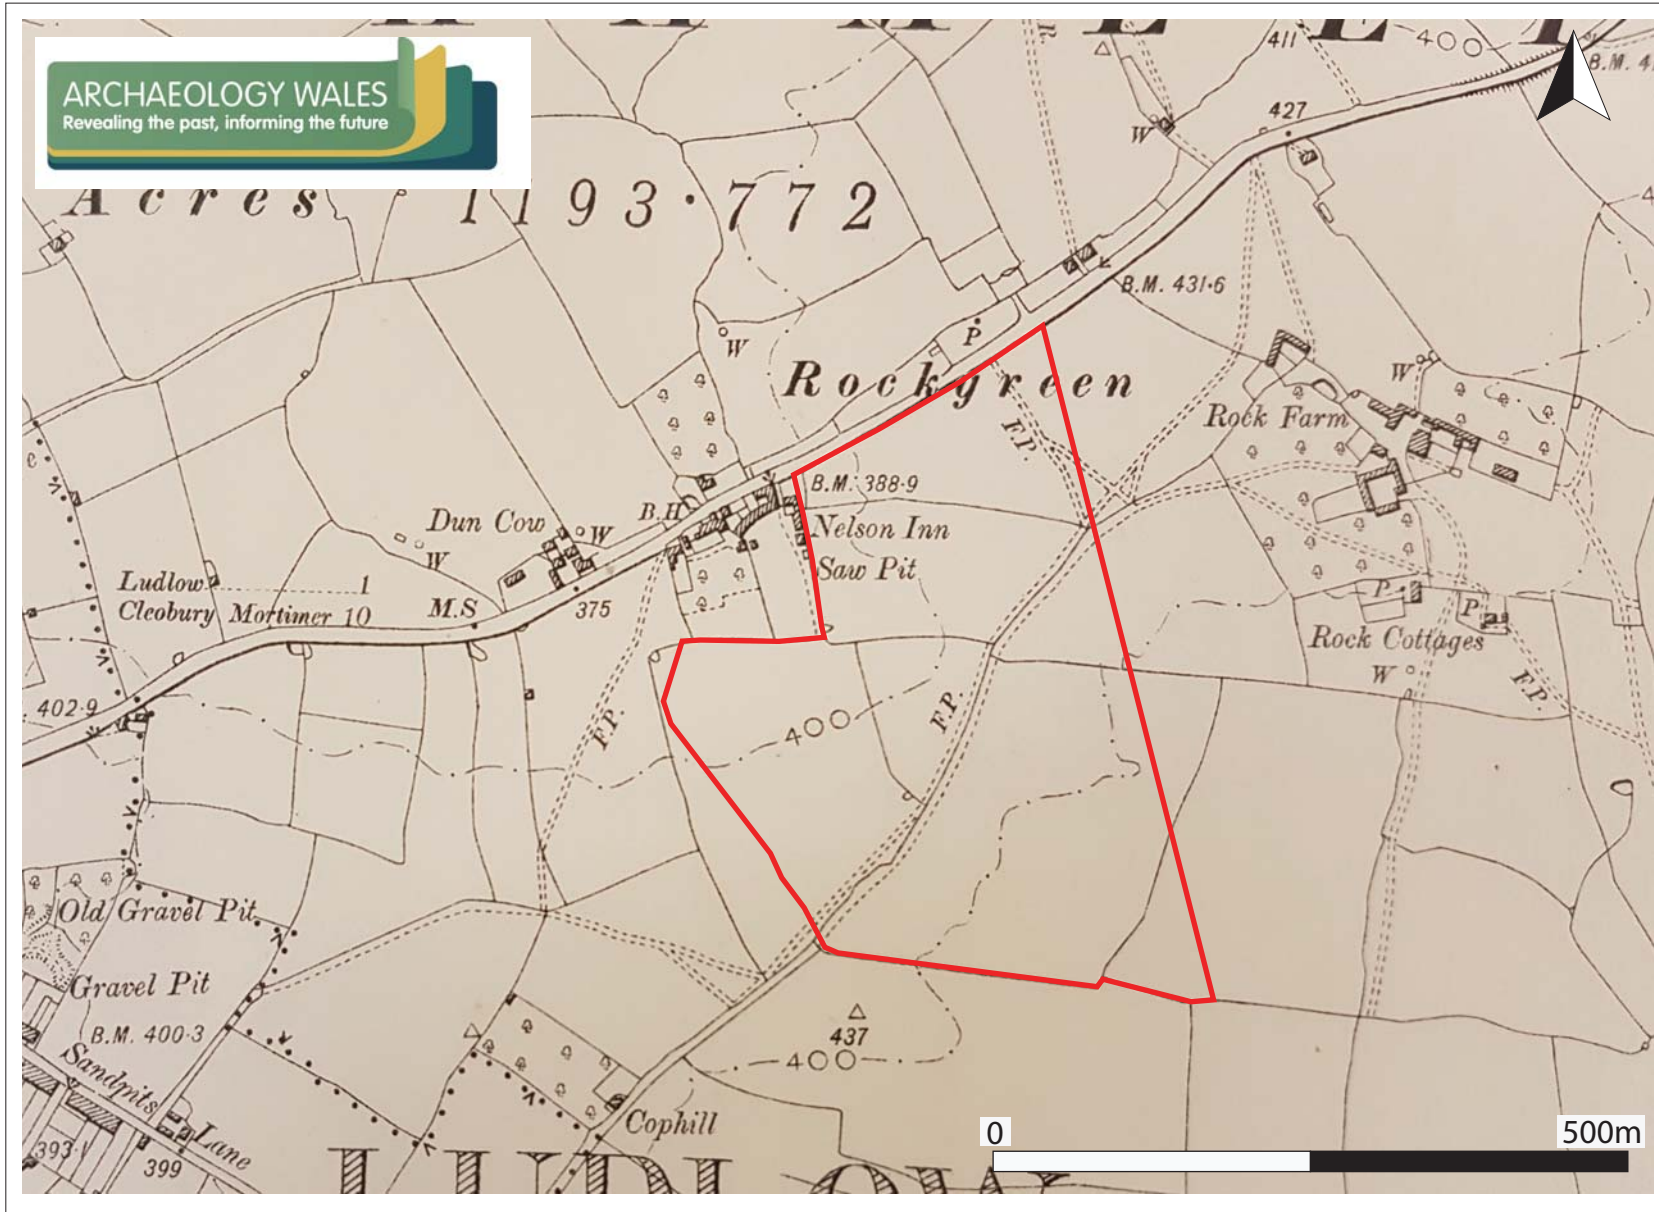 ARCHAEOLOGY WALES
Revealing the past, informing the future
411
400
B.M. 4
427
W
Acres 1193·772
B.M. 431·6
P
W
Rockgreen
W
Rock Farm
F.P.
B.M. 388·9
B.H
Dun Cow
W
W
Nelson Inn
Saw Pit
Ludlow 1
Cleobury Mortimer 10
M.S
375
P
P
Rock Cottages
W
F.P.
402·9
F.P.
400
F.P.
Old Gravel Pit
Gravel Pit
B.M. 400·3
437
400
Sandpits Lane
Cophill
393·1
399
LUDLOW
0
500m